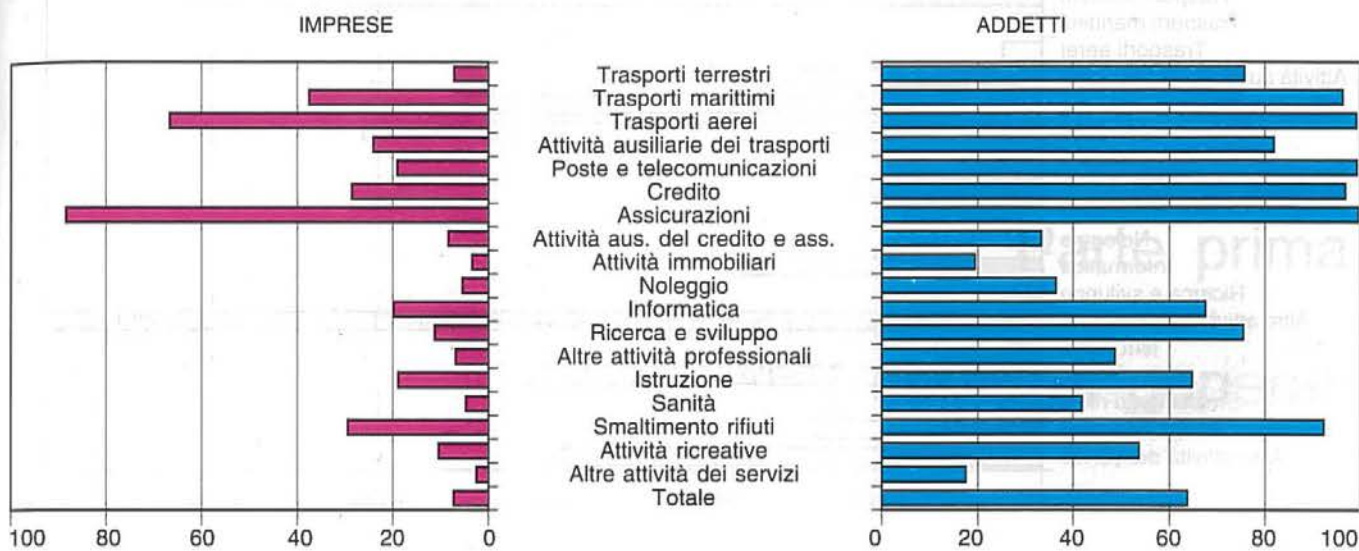 IMPRESE ADDETTI
Trasporti terrestri
Trasporti marittimi
Trasporti aerei
Attività ausiliarie dei trasporti
Poste e telecomunicazioni
Credito
Assicurazioni
Attività aus. del credito e ass.
Attività immobiliari
Noleggio
Informatica
Ricerca e sviluppo
Altre attività professionali
Istruzione
Sanità
Smaltimento rifiuti
Attività ricreative
Altre attività dei servizi
Totale
100 80 60 40 20 0 0 20 40 60 80 100